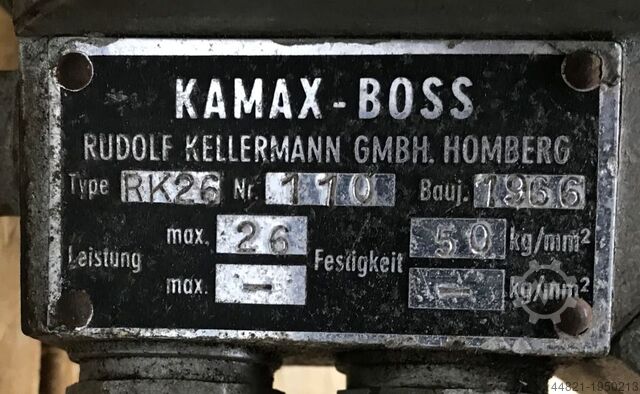 KAMAX-BOSS
RUDOLF KELLERMANN GMBH. HOMBERG
Type RK26 Nr. 110 Bauj. 1966
Leistung max. 26 Festigkeit 50 kg/mm²
max. - - kg/mm²
44821-1950213